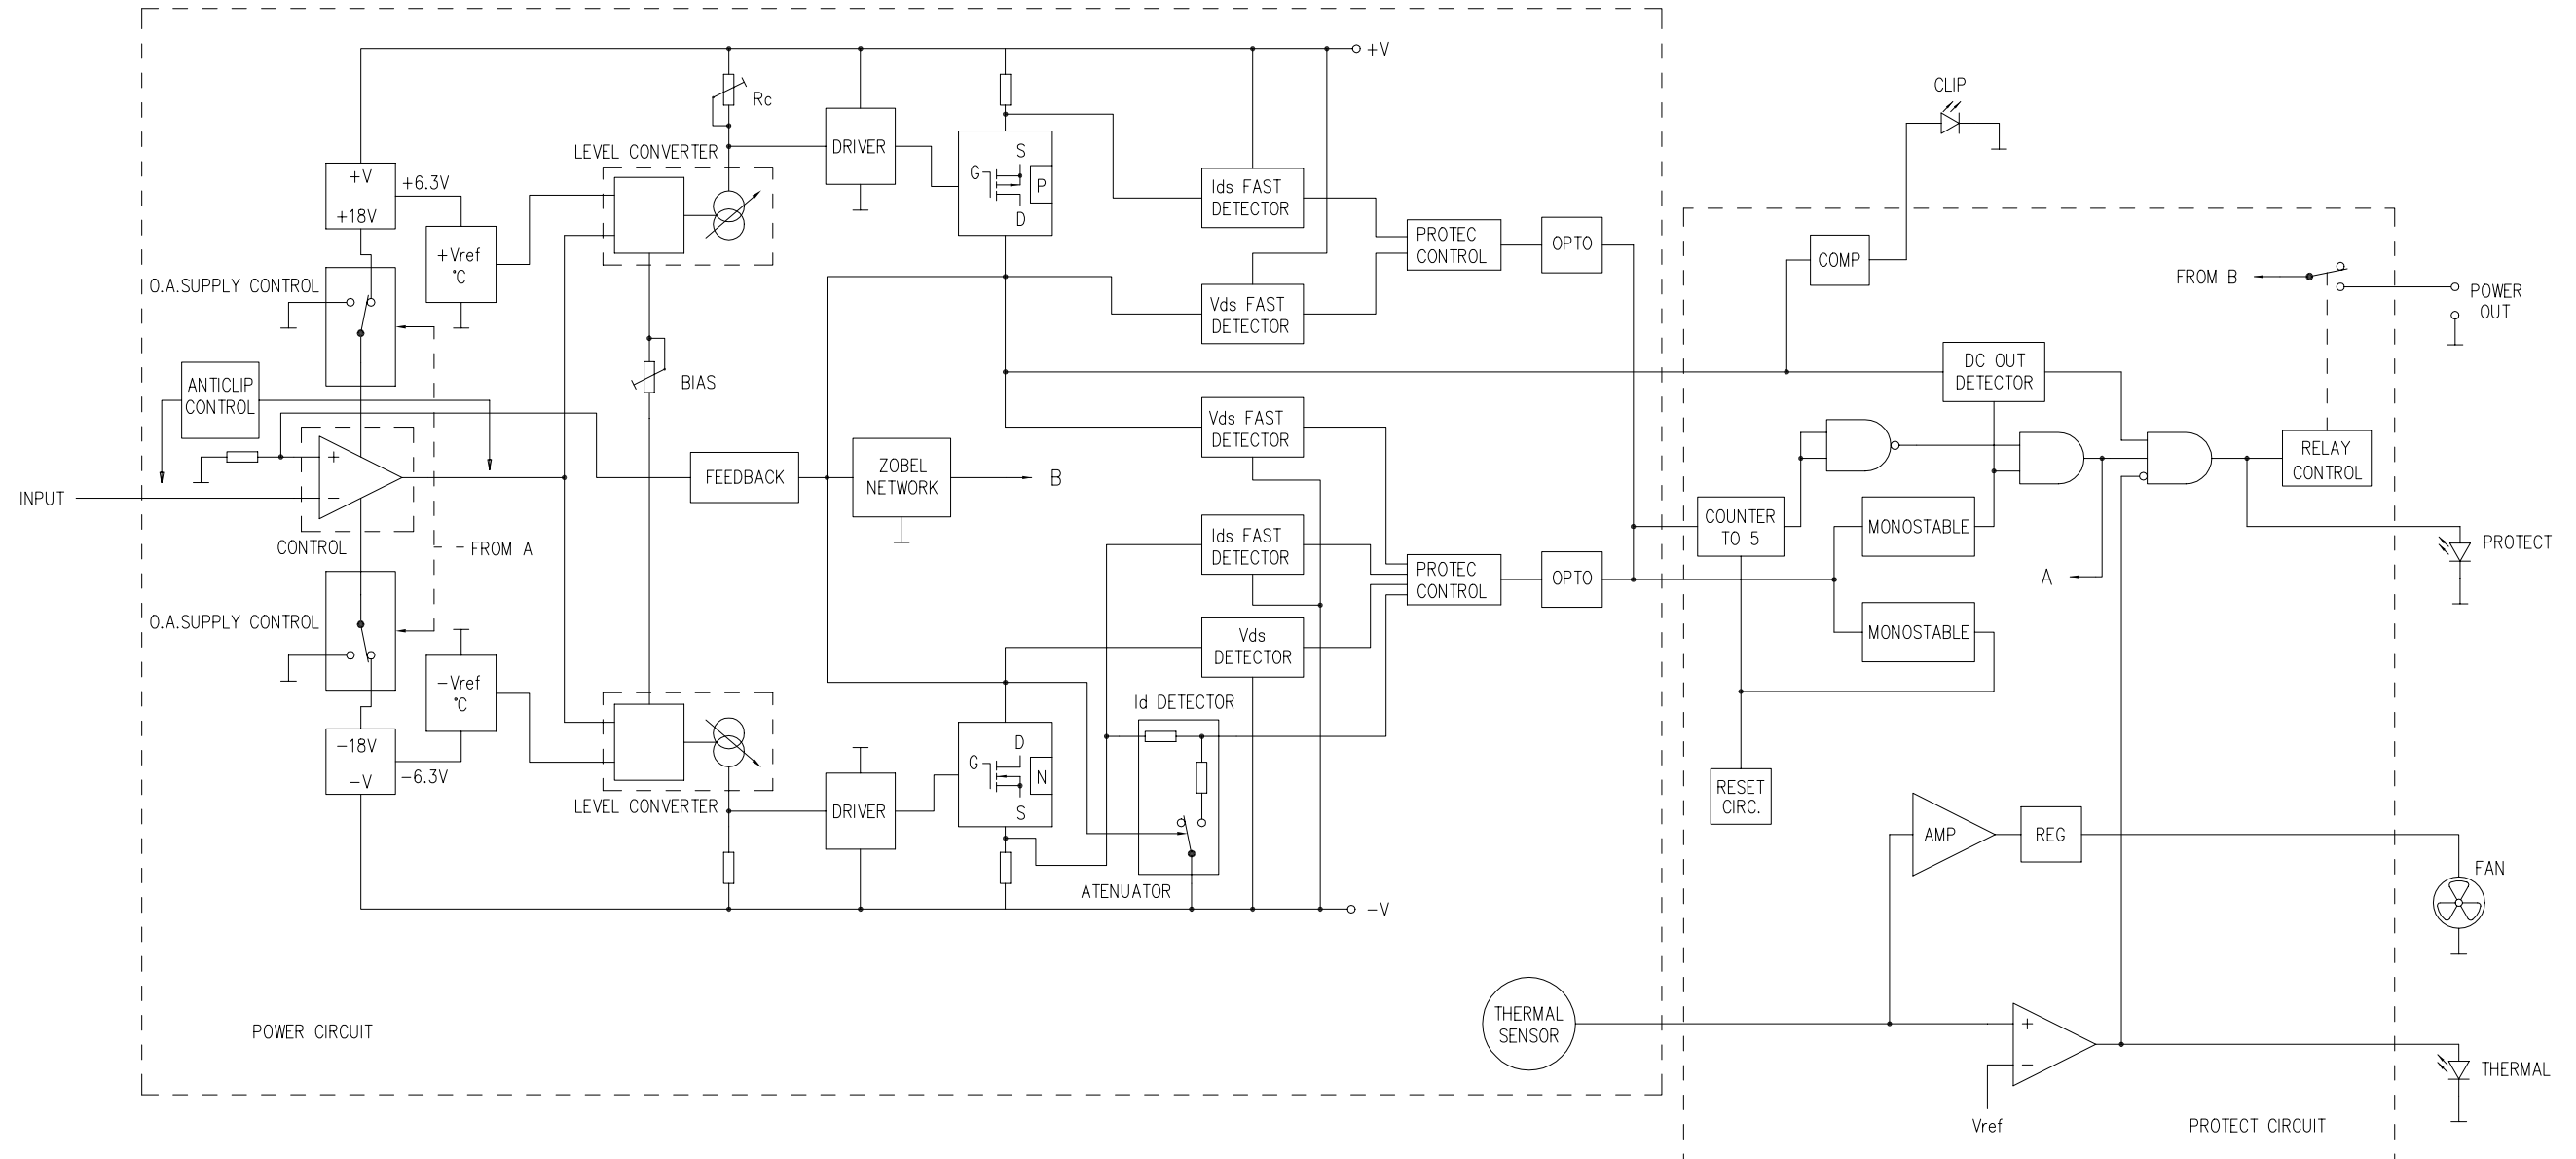 +V
CLIP
Rc
DRIVER
LEVEL CONVERTER
S
G
P
D
+V
+18V
+6.3V
Ids FAST
DETECTOR
PROTEC
CONTROL
OPTO
+Vref
°C
O.A.SUPPLY CONTROL
COMP
FROM B
POWER
OUT
Vds FAST
DETECTOR
ANTICLIP
CONTROL
BIAS
DC OUT
DETECTOR
Vds FAST
DETECTOR
+
−
INPUT
CONTROL
FEEDBACK
ZOBEL
NETWORK
B
RELAY
CONTROL
COUNTER
TO 5
MONOSTABLE
PROTECT
FROM A
Ids FAST
DETECTOR
PROTEC
CONTROL
OPTO
A
O.A.SUPPLY CONTROL
MONOSTABLE
Vds
DETECTOR
−Vref
°C
Id DETECTOR
−18V
−V
−6.3V
LEVEL CONVERTER
DRIVER
D
G
N
S
RESET
CIRC.
AMP
REG
FAN
ATENUATOR
−V
THERMAL
SENSOR
+
−
Vref
THERMAL
POWER CIRCUIT
PROTECT CIRCUIT